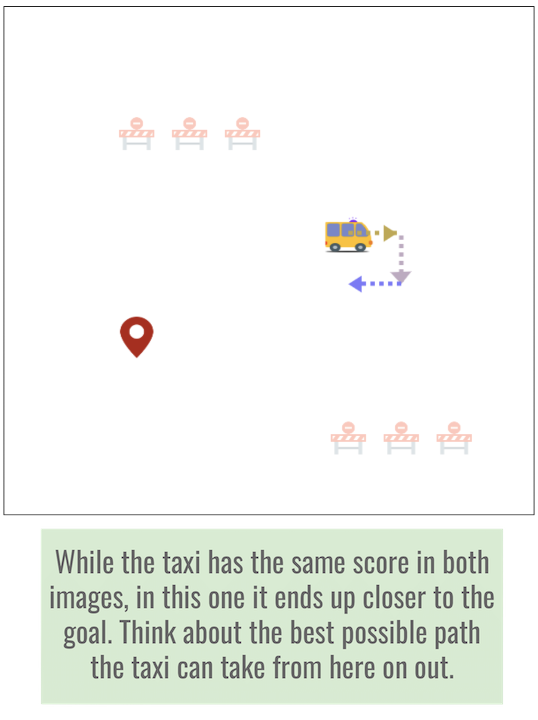 While the taxi has the same score in both
images, in this one it ends up closer to the
goal. Think about the best possible path
the taxi can take from here on out.